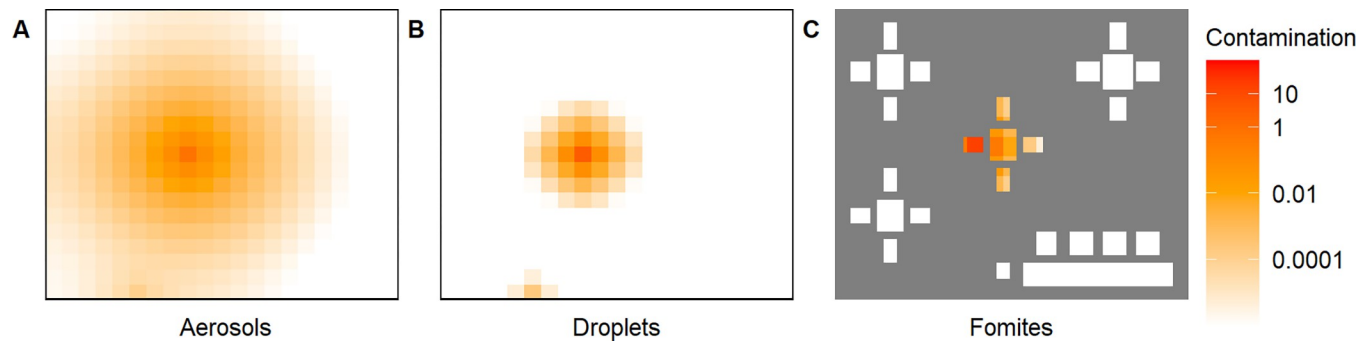 A
B
C
Contamination
10
1
0.01
0.0001
Aerosols
Droplets
Fomites